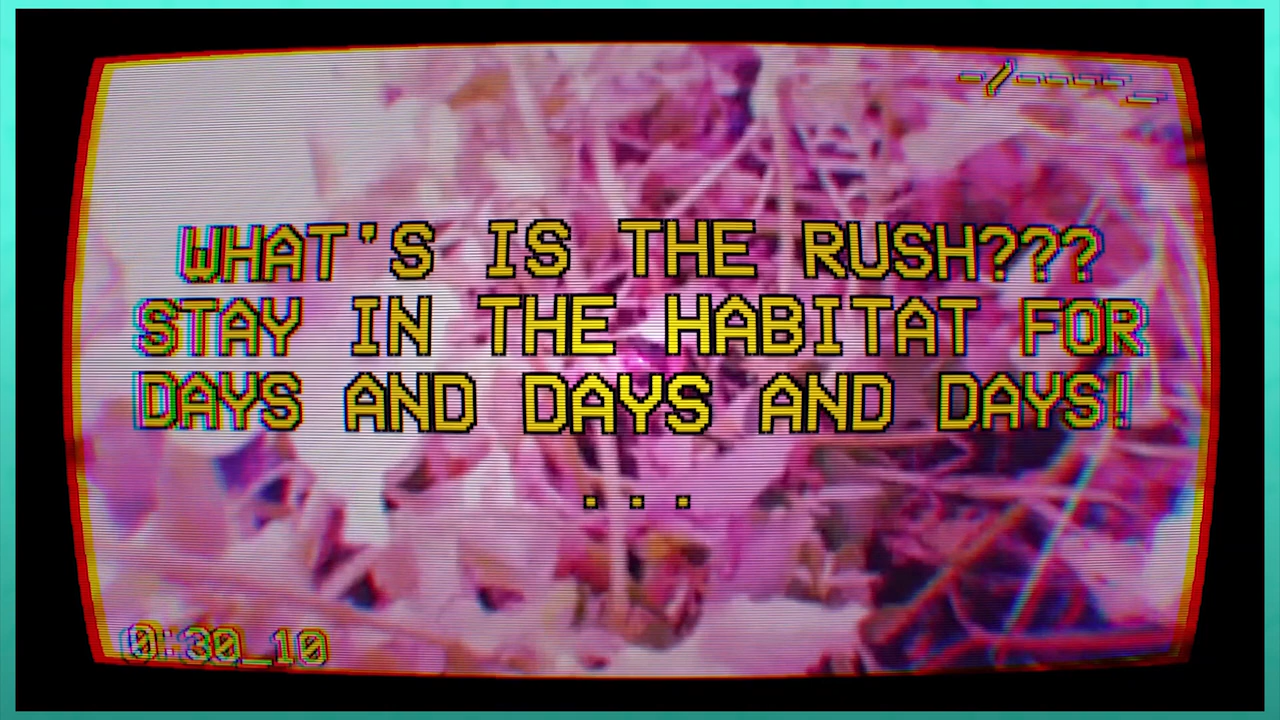 -/----_
WHAT'S IS THE RUSH???
STAY IN THE HABITAT FOR
DAYS AND DAYS AND DAYS!
...
0:30_10